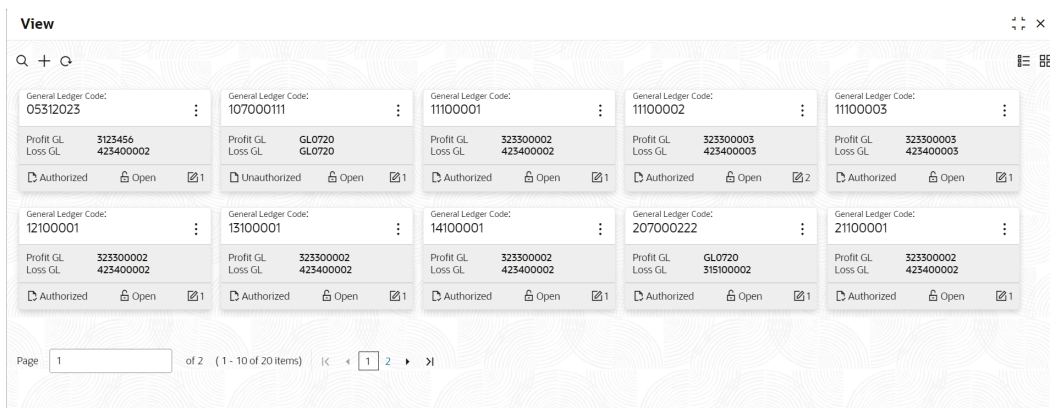 View
General Ledger Code:
05312023
Profit GL 3123456
Loss GL 423400002
Authorized Open 1
General Ledger Code:
107000111
Profit GL GL0720
Loss GL GL0720
Unauthorized Open 1
General Ledger Code:
11100001
Profit GL 323300002
Loss GL 423400002
Authorized Open 1
General Ledger Code:
11100002
Profit GL 323300003
Loss GL 423400003
Authorized Open 2
General Ledger Code:
11100003
Profit GL 323300003
Loss GL 423400003
Authorized Open 1
General Ledger Code:
12100001
Profit GL 323300002
Loss GL 423400002
Authorized Open 1
General Ledger Code:
13100001
Profit GL 323300002
Loss GL 423400002
Authorized Open 1
General Ledger Code:
14100001
Profit GL 323300002
Loss GL 423400002
Authorized Open 1
General Ledger Code:
207000222
Profit GL GL0720
Loss GL 315100002
Authorized Open 1
General Ledger Code:
21100001
Profit GL 323300002
Loss GL 423400002
Authorized Open 1
Page 1 of 2 (1 - 10 of 20 items) 1 2